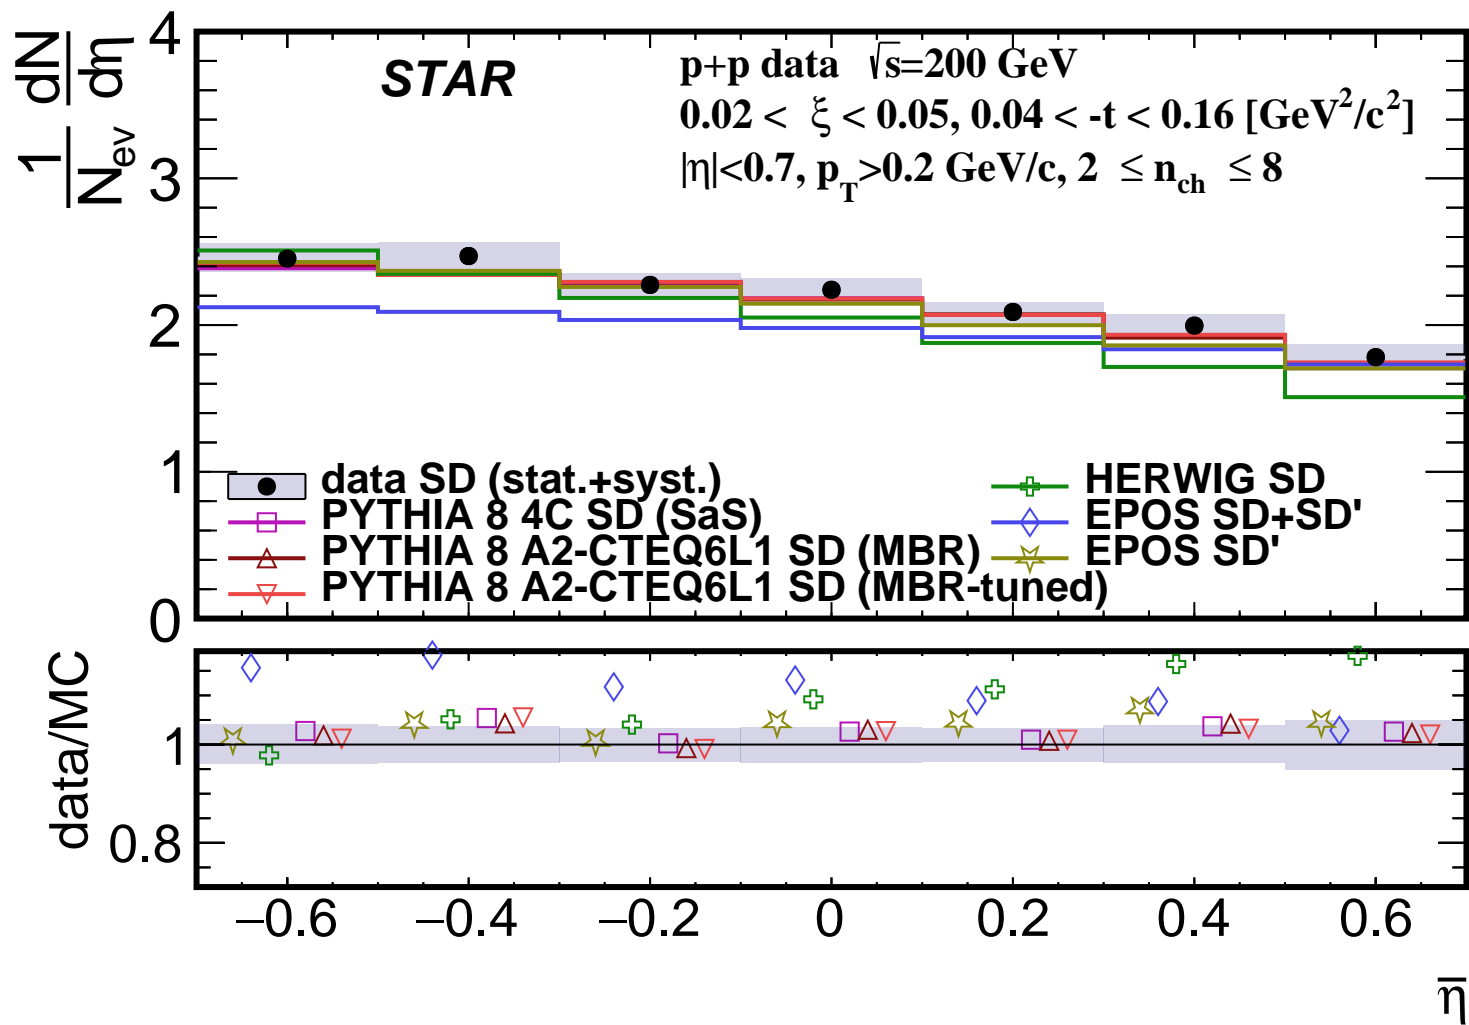 1/N_ev dN/dη
4
3
2
1
0
STAR
p+p data √s=200 GeV
0.02 < ξ < 0.05, 0.04 < -t < 0.16 [GeV²/c²]
|η|<0.7, p_T>0.2 GeV/c, 2 ≤ n_ch ≤ 8
data SD (stat.+syst.)
PYTHIA 8 4C SD (SaS)
PYTHIA 8 A2-CTEQ6L1 SD (MBR)
PYTHIA 8 A2-CTEQ6L1 SD (MBR-tuned)
HERWIG SD
EPOS SD+SD'
EPOS SD'
data/MC
1
0.8
−0.6 −0.4 −0.2 0 0.2 0.4 0.6
η̅